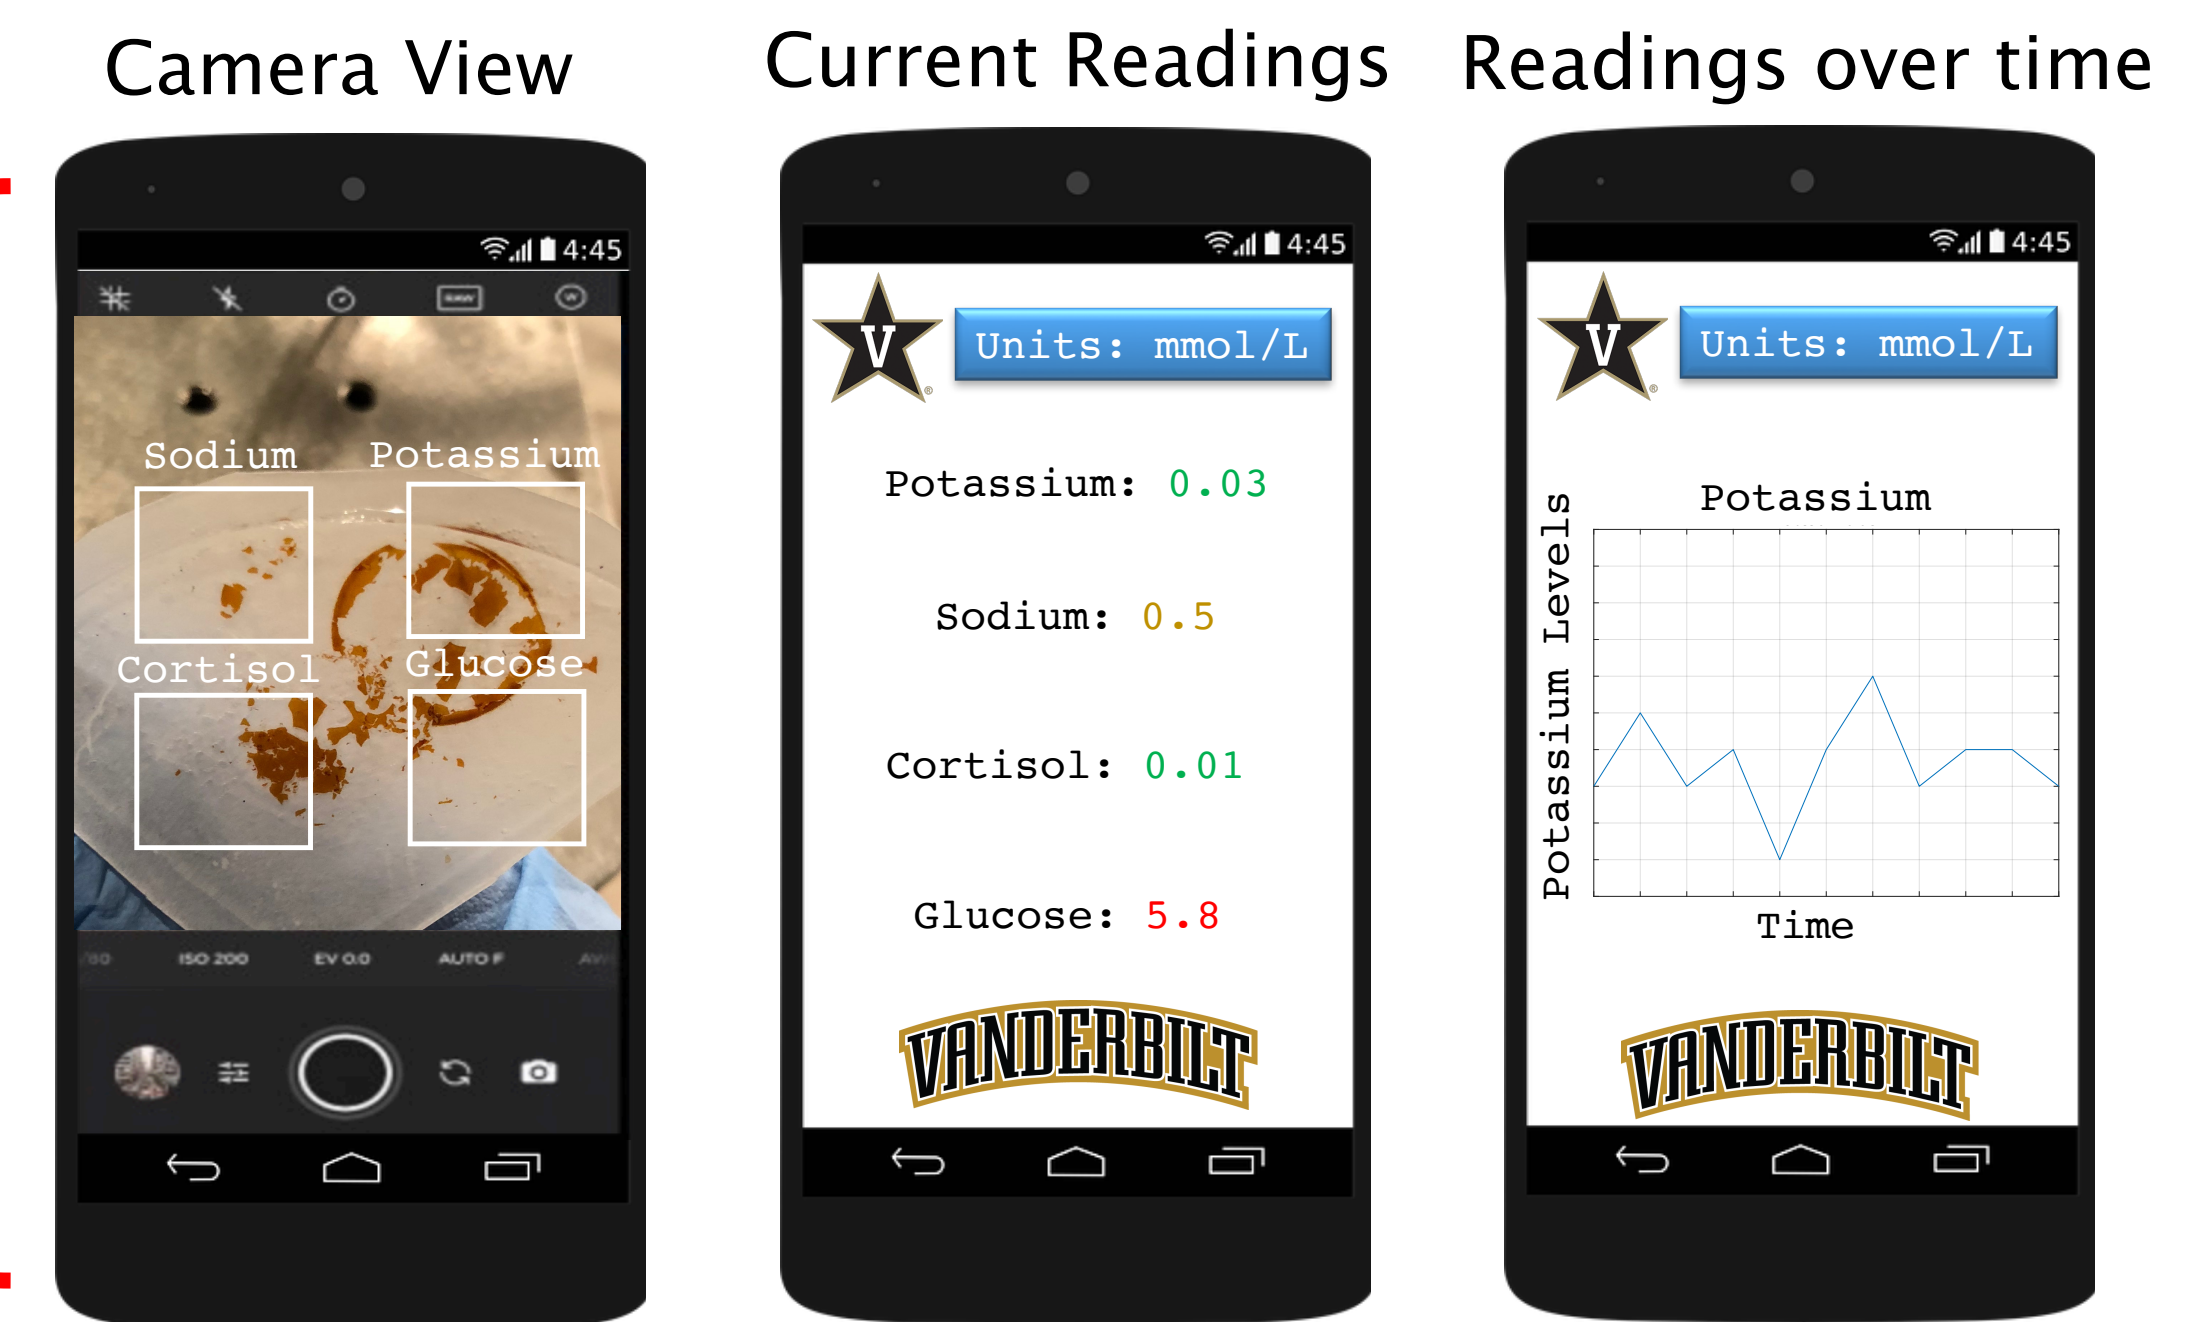 Camera View
4:45
RAW
W
Sodium
Potassium
Cortisol
Glucose
ISO 200
EV 0.0
AUTO F
Current Readings
4:45
V
®
Units: mmol/L
Potassium: 0.03
Sodium: 0.5
Cortisol: 0.01
Glucose: 5.8
VANDERBILT
Readings over time
4:45
V
®
Units: mmol/L
Potassium
Potassium Levels
Time
VANDERBILT